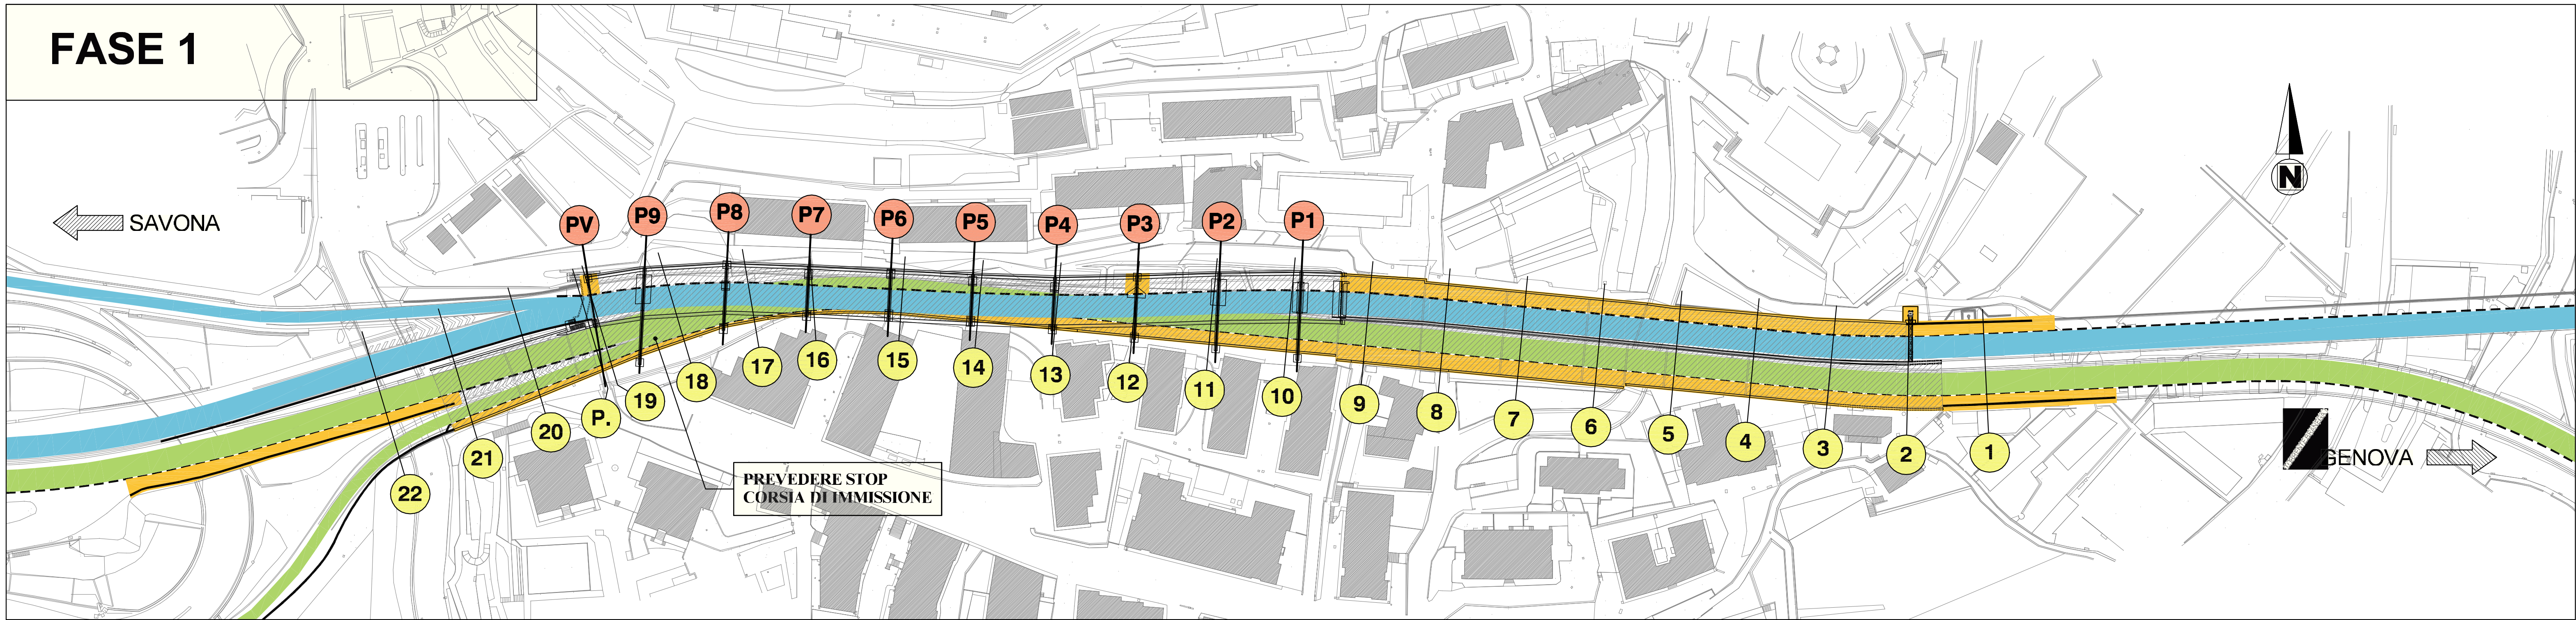 FASE 1
SAVONA
N
PV
P9
P8
P7
P6
P5
P4
P3
P2
P1
GENOVA
22
21
20
P.
19
18
17
16
15
14
13
12
11
10
9
8
7
6
5
4
3
2
1
PREVEDERE STOP
CORSIA DI IMMISSIONE